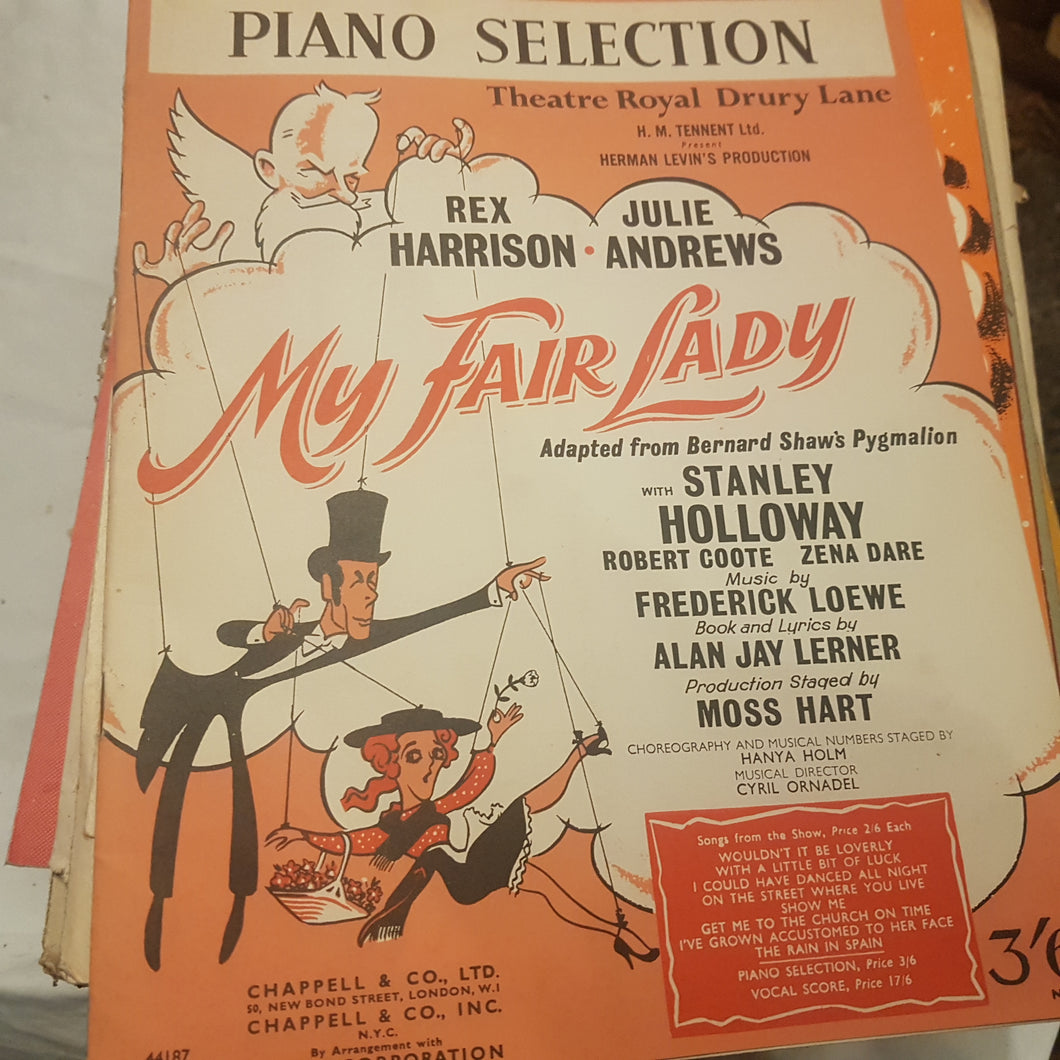 PIANO SELECTION
Theatre Royal Drury Lane
H. M. TENNENT Ltd.
Present
HERMAN LEVIN'S PRODUCTION
REX HARRISON • JULIE ANDREWS
MY FAIR LADY
Adapted from Bernard Shaw's Pygmalion
WITH STANLEY
HOLLOWAY
ROBERT COOTE ZENA DARE
Music by
FREDERICK LOEWE
Book and Lyrics by
ALAN JAY LERNER
Production Staged by
MOSS HART
CHOREOGRAPHY AND MUSICAL NUMBERS STAGED BY
HANYA HOLM
MUSICAL DIRECTOR
CYRIL ORNADEL
Songs from the Show, Price 2/6 Each
WOULDN'T IT BE LOVERLY
WITH A LITTLE BIT OF LUCK
I COULD HAVE DANCED ALL NIGHT
ON THE STREET WHERE YOU LIVE
SHOW ME
GET ME TO THE CHURCH ON TIME
I'VE GROWN ACCUSTOMED TO HER FACE
THE RAIN IN SPAIN
PIANO SELECTION, Price 3/6
VOCAL SCORE, Price 17/6
3/6
CHAPPELL & CO., LTD.
50, NEW BOND STREET, LONDON, W.1
CHAPPELL & CO., INC.
N.Y.C.
By Arrangement with
44187